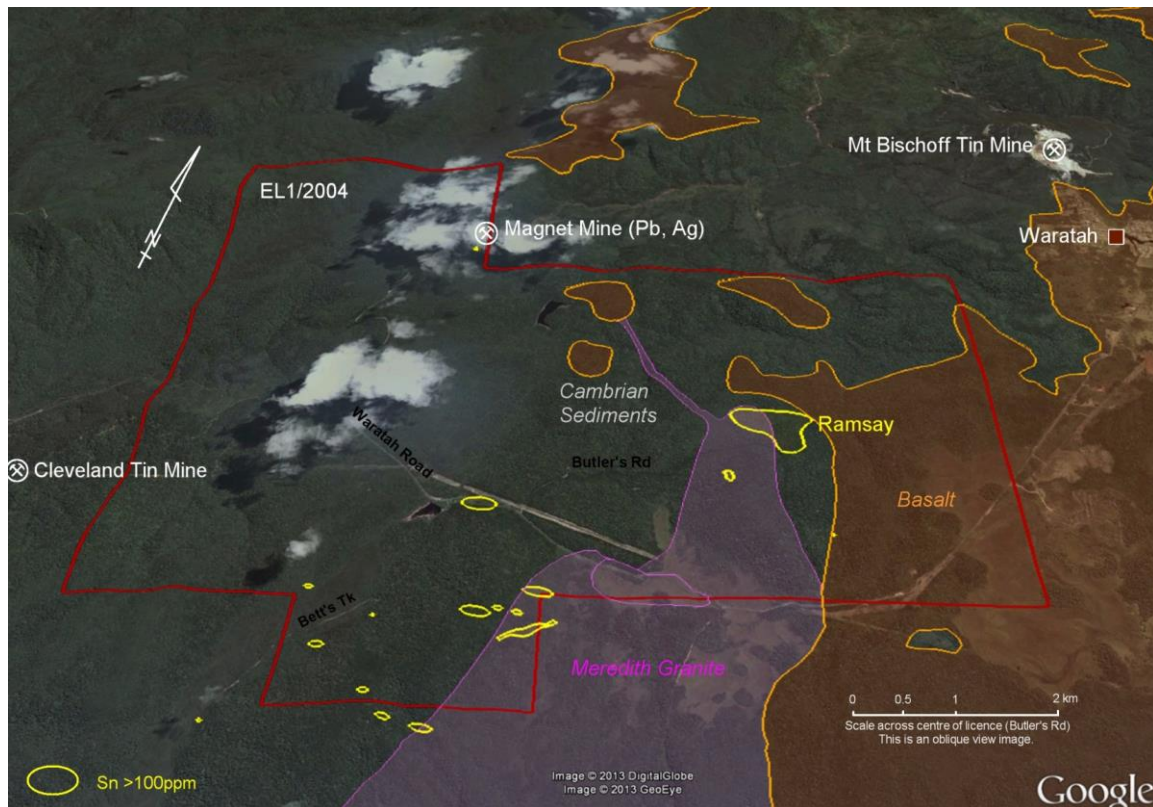 Mt Bischoff Tin Mine
EL1/2004
N
Magnet Mine (Pb, Ag)
Waratah
Cambrian
Sediments
Waratah Road
Ramsay
Cleveland Tin Mine
Butler's Rd
Basalt
Bett's Tk
Meredith Granite
0 0.5 1 2 km
Scale across centre of licence (Butler's Rd)
This is an oblique view image.
Sn >100ppm
Image © 2013 DigitalGlobe
Image © 2013 GeoEye
Google